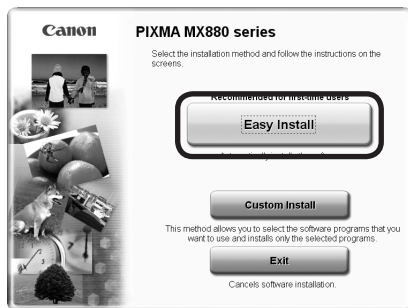 Canon
PIXMA MX880 series
Select the installation method and follow the instructions on the
screens.
Recommended for first-time users
Easy Install
Custom Install
This method allows you to select the software programs that you
want to use and installs only the selected programs.
Exit
Cancels software installation.